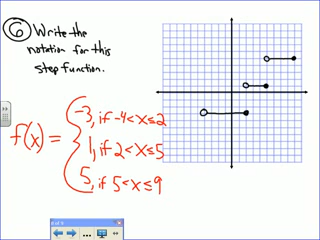 6 Write the
notation for this
step function.
f(x) = { -3, if -4 < x ≤ 2
1, if 2 < x ≤ 5
5, if 5 < x ≤ 9